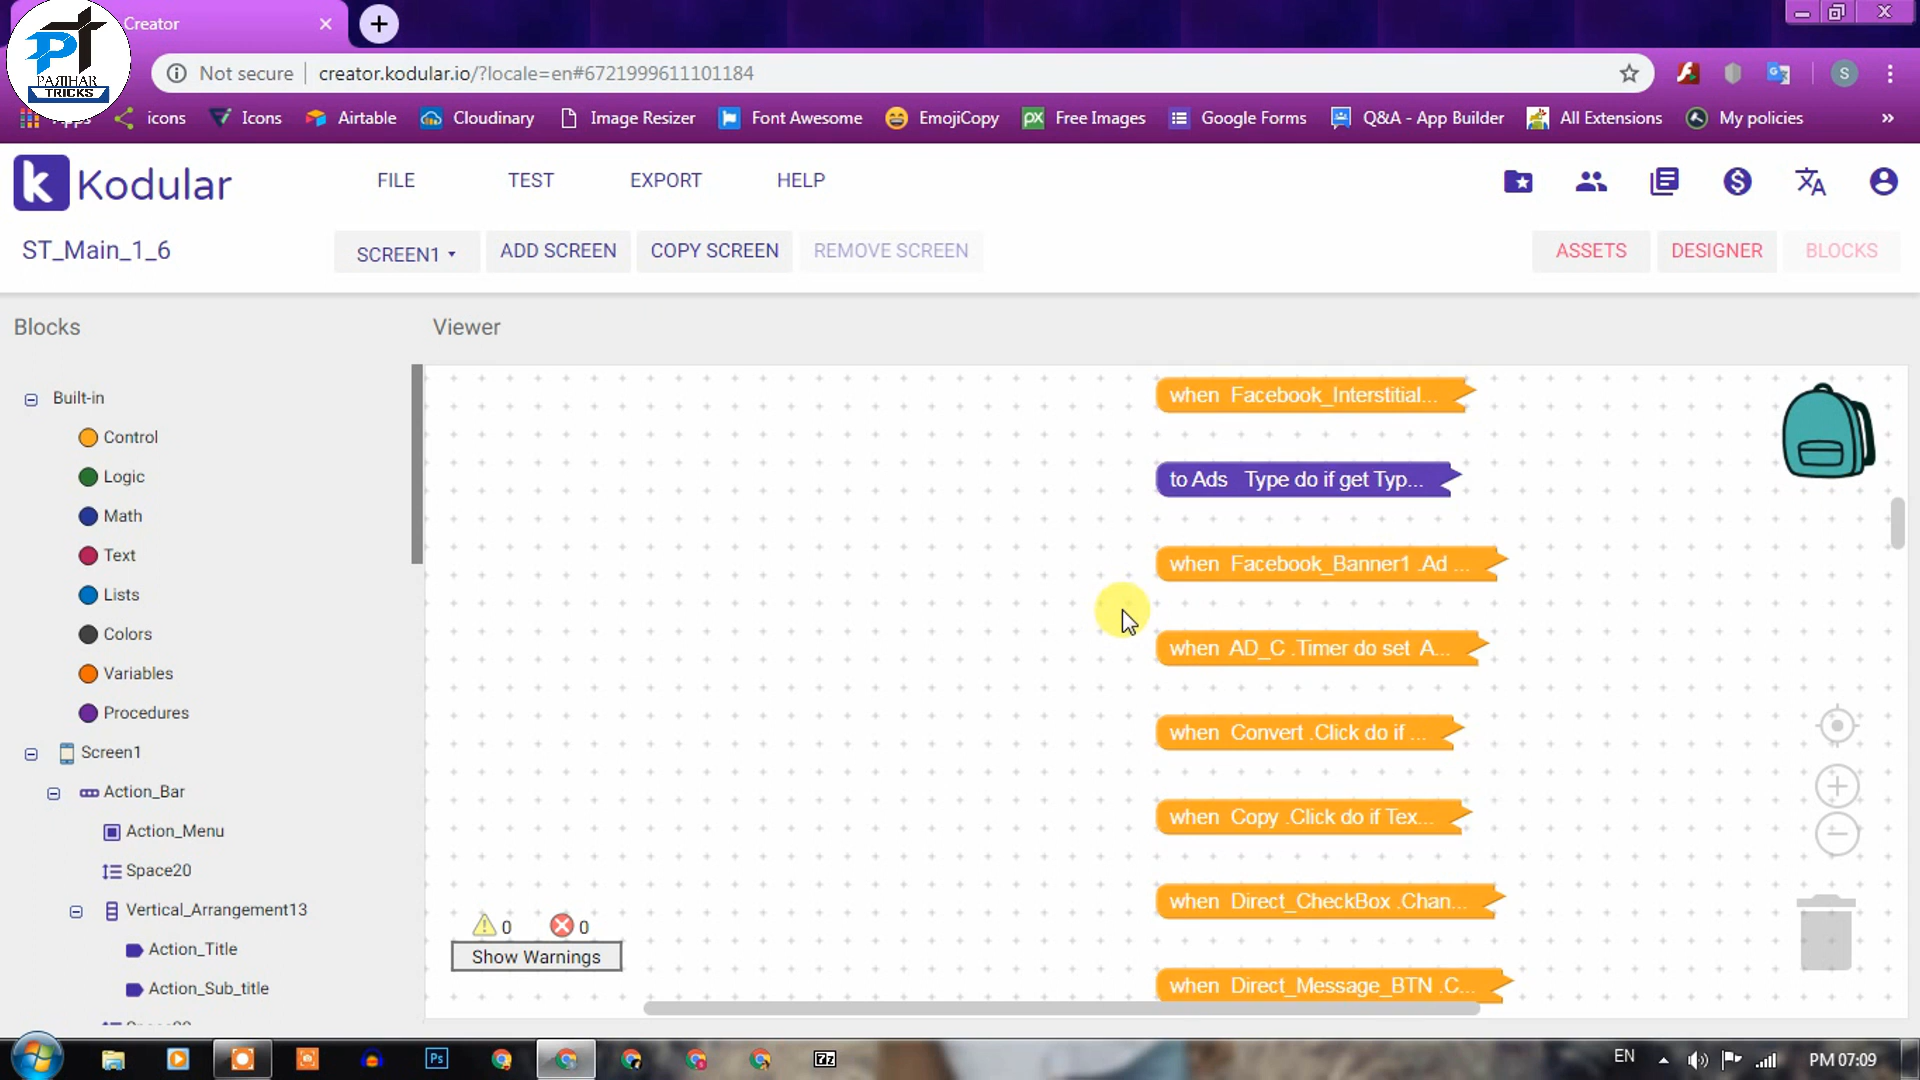 Creator
PARIHAR
TRICKS
Not secure
creator.kodular.io/?locale=en#6721999611101184
S
Apps
icons
Icons
Airtable
Cloudinary
Image Resizer
Font Awesome
EmojiCopy
Free Images
Google Forms
Q&A - App Builder
All Extensions
My policies
»
Kodular
FILE
TEST
EXPORT
HELP
ST_Main_1_6
SCREEN1
ADD SCREEN
COPY SCREEN
REMOVE SCREEN
ASSETS
DESIGNER
BLOCKS
Blocks
Viewer
Built-in
Control
Logic
Math
Text
Lists
Colors
Variables
Procedures
Screen1
Action_Bar
Action_Menu
Space20
Vertical_Arrangement13
Action_Title
Action_Sub_title
when Facebook_Interstitial...
to Ads Type do if get Typ...
when Facebook_Banner1 .Ad ...
when AD_C .Timer do set A...
when Convert .Click do if ...
when Copy .Click do if Tex...
when Direct_CheckBox .Chan...
when Direct_Message_BTN .C...
0
0
Show Warnings
Ps
7z
EN
PM 07:09